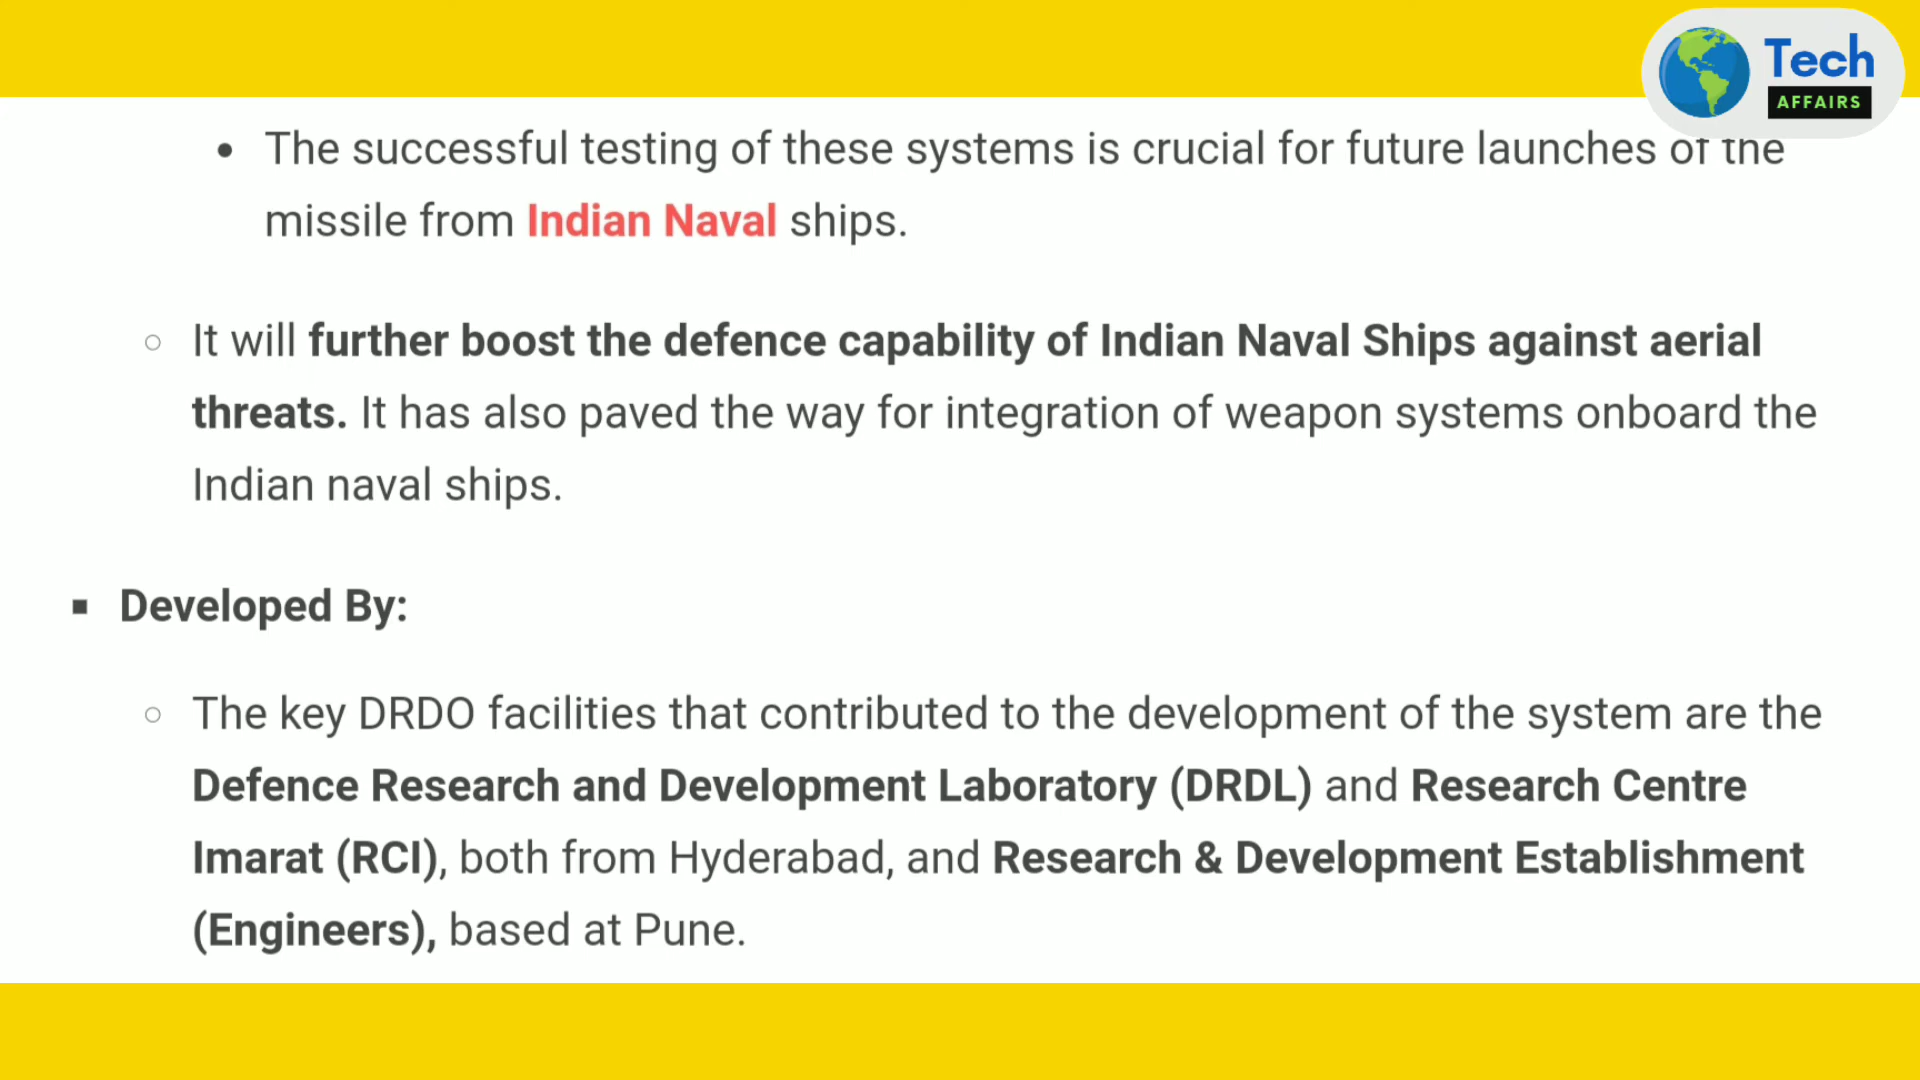 Tech
AFFAIRS
• The successful testing of these systems is crucial for future launches of the
missile from Indian Naval ships.
○ It will further boost the defence capability of Indian Naval Ships against aerial
threats. It has also paved the way for integration of weapon systems onboard the
Indian naval ships.
▪ Developed By:
○ The key DRDO facilities that contributed to the development of the system are the
Defence Research and Development Laboratory (DRDL) and Research Centre
Imarat (RCI), both from Hyderabad, and Research & Development Establishment
(Engineers), based at Pune.